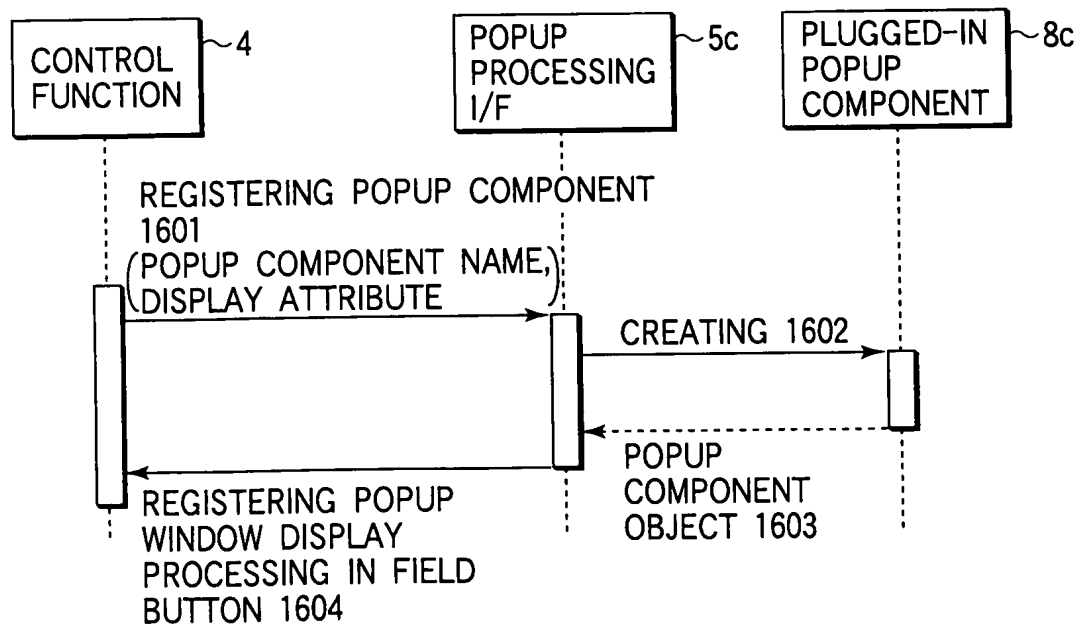 CONTROL
FUNCTION
4
POPUP
PROCESSING
I/F
5c
PLUGGED-IN
POPUP
COMPONENT
8c
REGISTERING POPUP COMPONENT
1601
(POPUP COMPONENT NAME,
DISPLAY ATTRIBUTE)
CREATING 1602
POPUP
COMPONENT
OBJECT 1603
REGISTERING POPUP
WINDOW DISPLAY
PROCESSING IN FIELD
BUTTON 1604